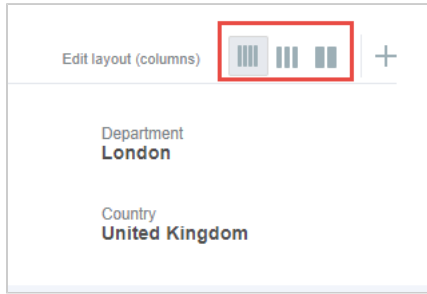 Edit layout (columns)
Department
London
Country
United Kingdom